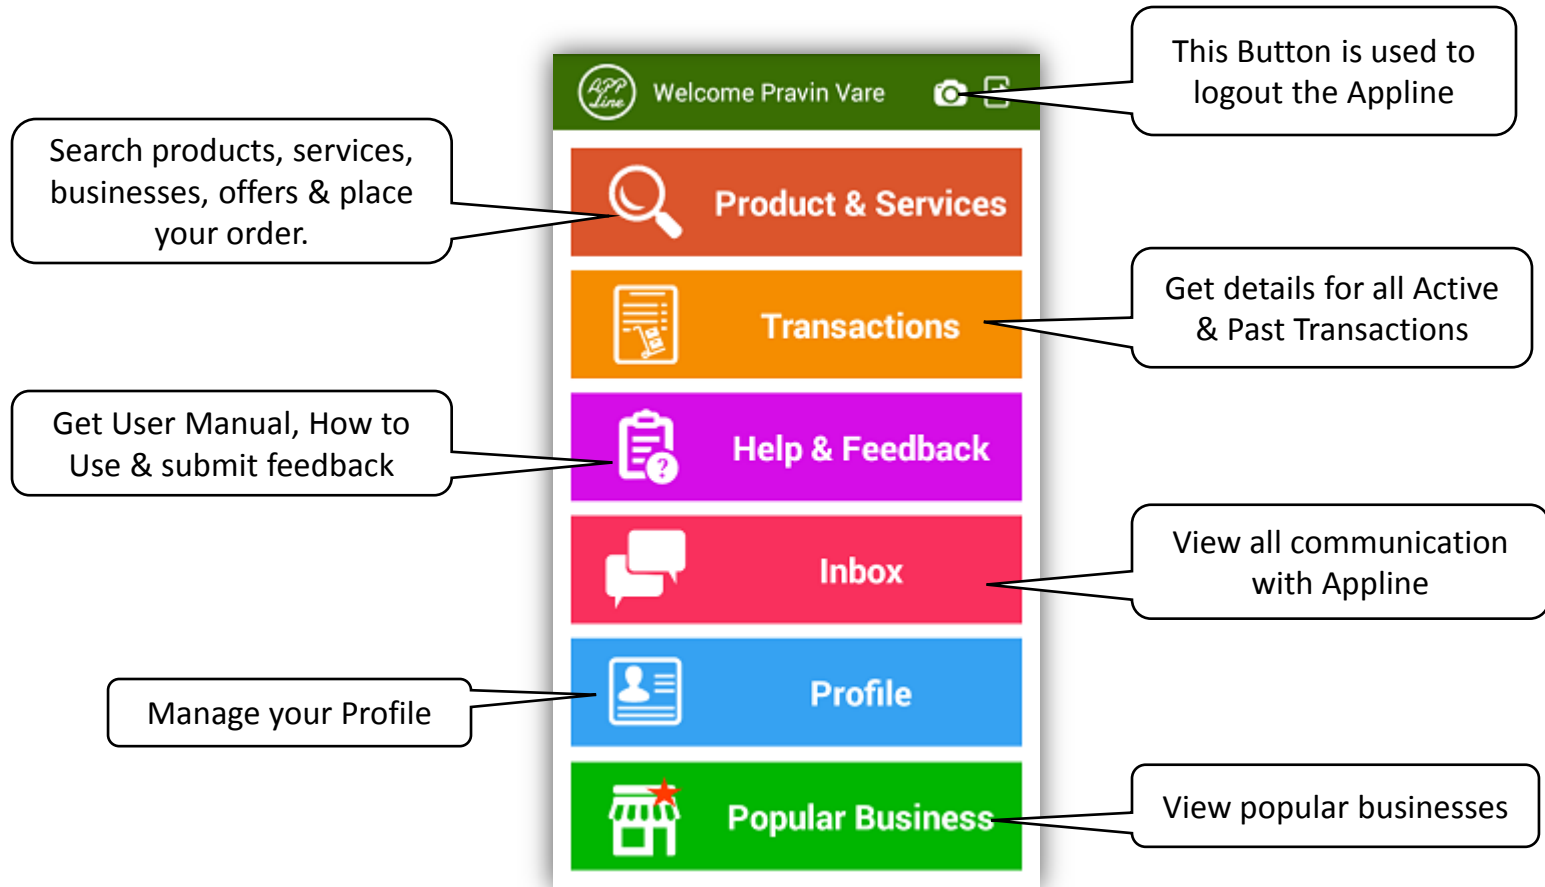 This Button is used to
logout the Appline
APP
Line
Welcome Pravin Vare
Search products, services,
businesses, offers & place
your order.
Product & Services
Get details for all Active
& Past Transactions
Transactions
Get User Manual, How to
Use & submit feedback
Help & Feedback
?
View all communication
with Appline
Inbox
Manage your Profile
Profile
View popular businesses
Popular Business